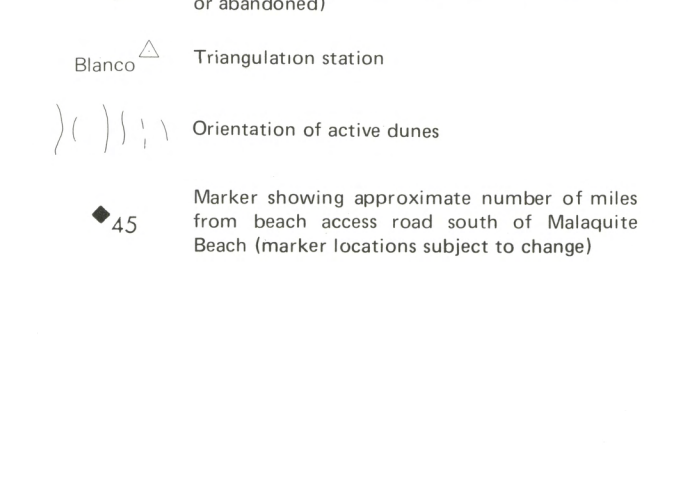 or abandoned)
Blanco Triangulation station
Orientation of active dunes
Marker showing approximate number of miles
45 from beach access road south of Malaquite
Beach (marker locations subject to change)